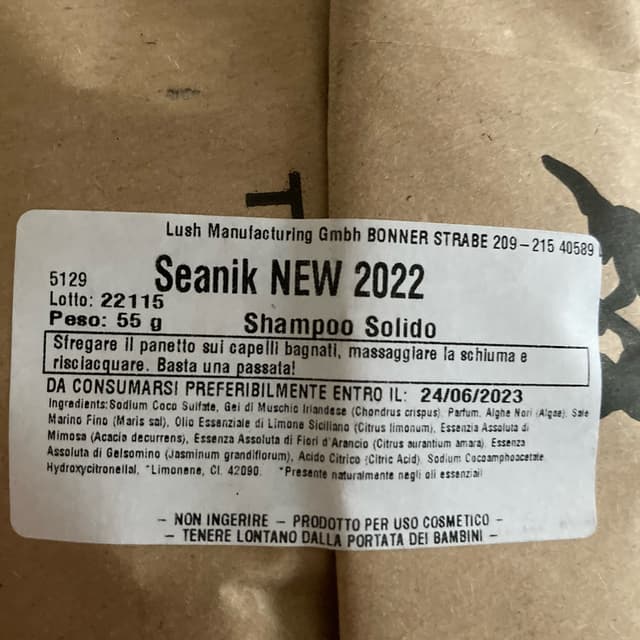 Lush Manufacturing Gmbh BONNER STRABE 209-215 40589
5129
Seanik NEW 2022
Lotto: 22115
Peso: 55 g Shampoo Solido
Sfregare il panetto sui capelli bagnati, massaggiare la schiuma e
risciacquare. Basta una passata!
DA CONSUMARSI PREFERIBILMENTE ENTRO IL: 24/06/2023
Ingredients:Sodium Coco Sulfate, Gel di Muschio Irlandese (Chondrus crispus), Parfum, Alghe Nori (Algae), Sale
Marino Fino (Maris sal), Olio Essenziale di Limone Siciliano (Citrus limonum), Essenza Assoluta di
Mimosa (Acacia decurrens), Essenza Assoluta di Fiori d'Arancio (Citrus aurantium amara), Essenza
Assoluta di Gelsomino (Jasminum grandiflorum), Acido Citrico (Citric Acid), Sodium Cocoamphoacetate,
Hydroxycitronellal, *Limonene, CI. 42090. *Presente naturalmente negli oli essenziali
- NON INGERIRE - PRODOTTO PER USO COSMETICO -
- TENERE LONTANO DALLA PORTATA DEI BAMBINI -